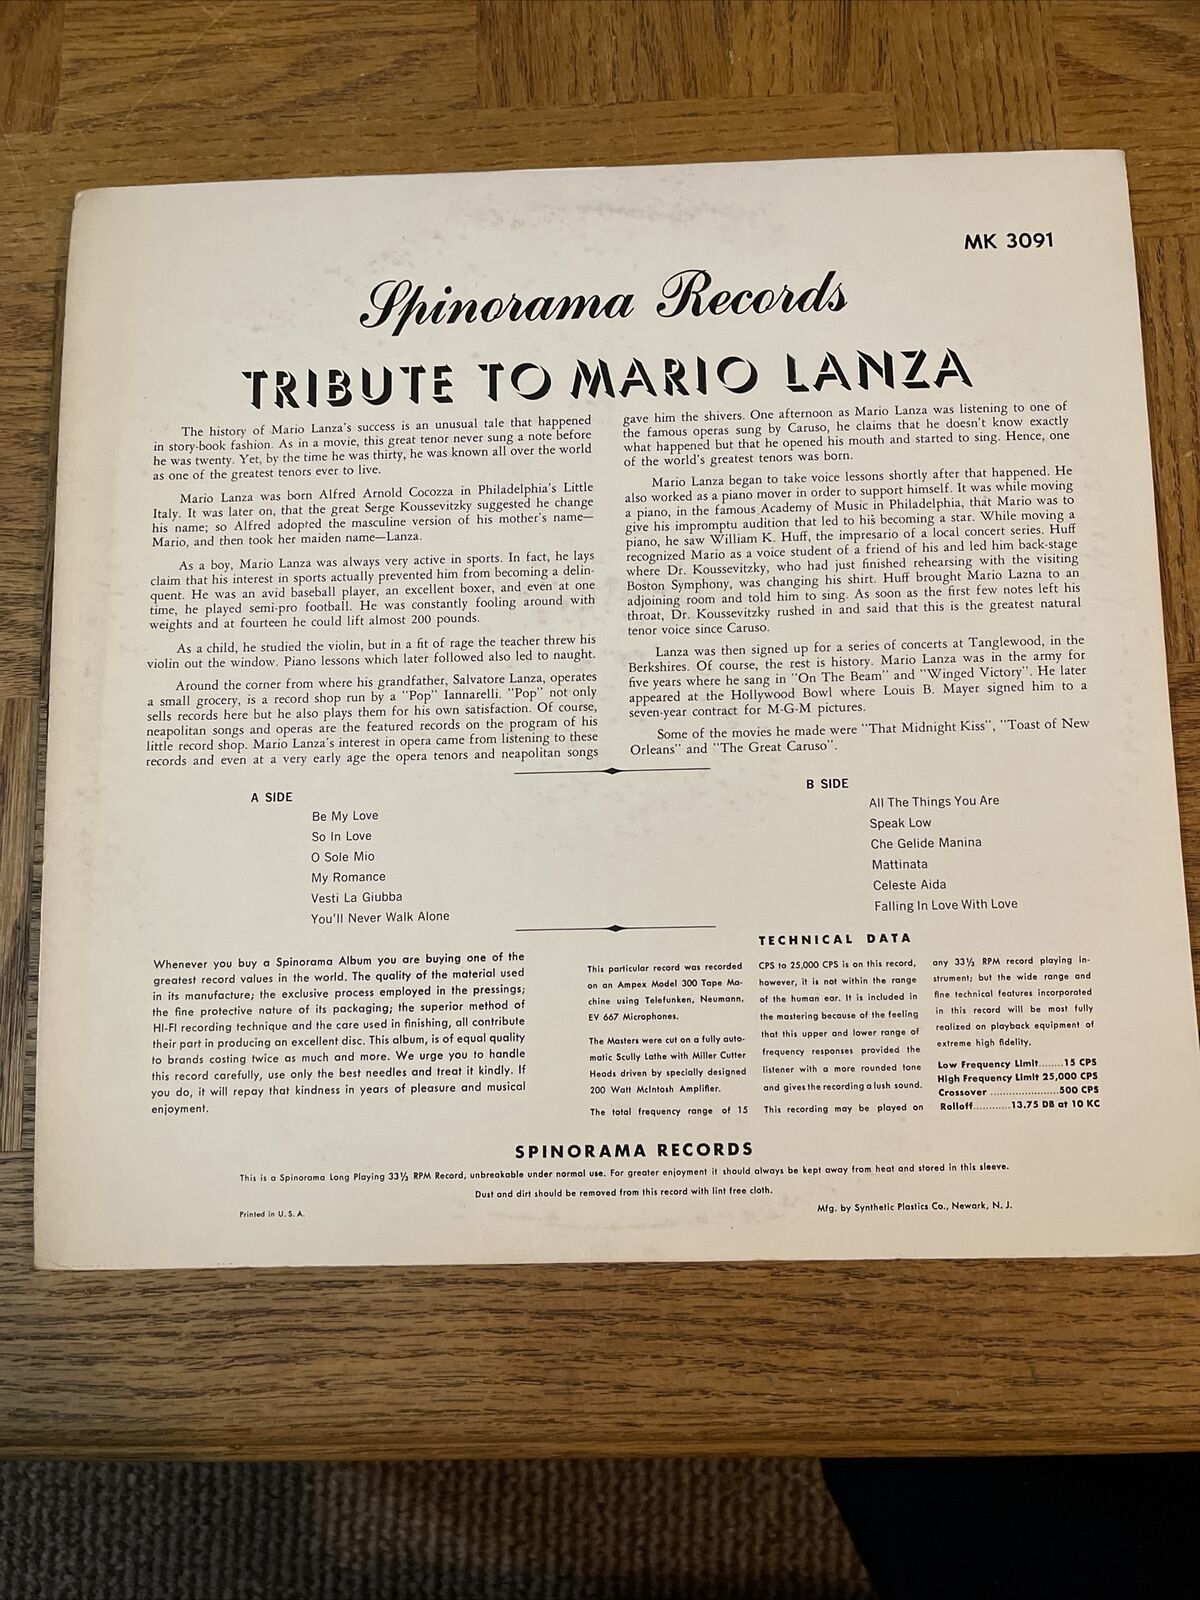 MK 3091
Spinorama Records
TRIBUTE TO MARIO LANZA
The history of Mario Lanza's success is an unusual tale that happened
in story-book fashion. As in a movie, this great tenor never sung a note before
he was twenty. Yet, by the time he was thirty, he was known all over the world
as one of the greatest tenors ever to live.
Mario Lanza was born Alfred Arnold Cocozza in Philadelphia's Little
Italy. It was later on, that the great Serge Koussevitzky suggested he change
his name; so Alfred adopted the masculine version of his mother's name—
Mario, and then took her maiden name—Lanza.
As a boy, Mario Lanza was always very active in sports. In fact, he lays
claim that his interest in sports actually prevented him from becoming a delin-
quent. He was an avid baseball player, an excellent boxer, and even at one
time, he played semi-pro football. He was constantly fooling around with
weights and at fourteen he could lift almost 200 pounds.
As a child, he studied the violin, but in a fit of rage the teacher threw his
violin out the window. Piano lessons which later followed also led to naught.
Around the corner from where his grandfather, Salvatore Lanza, operates
a small grocery, is a record shop run by a "Pop" Iannarelli. "Pop" not only
sells records here but he also plays them for his own satisfaction. Of course,
neapolitan songs and operas are the featured records on the program of his
little record shop. Mario Lanza's interest in opera came from listening to these
records and even at a very early age the opera tenors and neapolitan songs
gave him the shivers. One afternoon as Mario Lanza was listening to one of
the famous operas sung by Caruso, he claims that he doesn't know exactly
what happened but that he opened his mouth and started to sing. Hence, one
of the world's greatest tenors was born.
Mario Lanza began to take voice lessons shortly after that happened. He
also worked as a piano mover in order to support himself. It was while moving
a piano, in the famous Academy of Music in Philadelphia, that Mario was to
give his impromptu audition that led to his becoming a star. While moving a
piano, he saw William K. Huff, the impresario of a local concert series. Huff
recognized Mario as a voice student of a friend of his and led him back-stage
where Dr. Koussevitzky, who had just finished rehearsing with the visiting
Boston Symphony, was changing his shirt. Huff brought Mario Lazna to an
adjoining room and told him to sing. As soon as the first few notes left his
throat, Dr. Koussevitzky rushed in and said that this is the greatest natural
tenor voice since Caruso.
Lanza was then signed up for a series of concerts at Tanglewood, in the
Berkshires. Of course, the rest is history. Mario Lanza was in the army for
five years where he sang in "On The Beam" and "Winged Victory". He later
appeared at the Hollywood Bowl where Louis B. Mayer signed him to a
seven-year contract for M-G-M pictures.
Some of the movies he made were "That Midnight Kiss", "Toast of New
Orleans" and "The Great Caruso".
A SIDE
Be My Love
So In Love
O Sole Mio
My Romance
Vesti La Giubba
You'll Never Walk Alone
B SIDE
All The Things You Are
Speak Low
Che Gelide Manina
Mattinata
Celeste Aida
Falling In Love With Love
Whenever you buy a Spinorama Album you are buying one of the
greatest record values in the world. The quality of the material used
in its manufacture; the exclusive process employed in the pressings;
the fine protective nature of its packaging; the superior method of
HI-FI recording technique and the care used in finishing, all contribute
their part in producing an excellent disc. This album, is of equal quality
to brands costing twice as much and more. We urge you to handle
this record carefully, use only the best needles and treat it kindly. If
you do, it will repay that kindness in years of pleasure and musical
enjoyment.
TECHNICAL DATA
This particular record was recorded
on an Ampex Model 300 Tape Ma-
chine using Telefunken, Neumann,
EV 667 Microphones.
The Masters were cut on a fully auto-
matic Scully Lathe with Miller Cutter
Heads driven by specially designed
200 Watt McIntosh Amplifier.
The total frequency range of 15
CPS to 25,000 CPS is on this record,
however, it is not within the range
of the human ear. It is included in
the mastering because of the feeling
that this upper and lower range of
frequency responses provided the
listener with a more rounded tone
and gives the recording a lush sound.
This recording may be played on
any 33⅓ RPM record playing in-
strument; but the wide range and
fine technical features incorporated
in this record will be most fully
realized on playback equipment of
extreme high fidelity.
Low Frequency Limit........15 CPS
High Frequency Limit 25,000 CPS
Crossover .......................500 CPS
Rolloff............13.75 DB at 10 KC
SPINORAMA RECORDS
This is a Spinorama Long Playing 33⅓ RPM Record, unbreakable under normal use. For greater enjoyment it should always be kept away from heat and stored in this sleeve.
Dust and dirt should be removed from this record with lint free cloth.
Printed in U. S. A.
Mfg. by Synthetic Plastics Co., Newark, N. J.